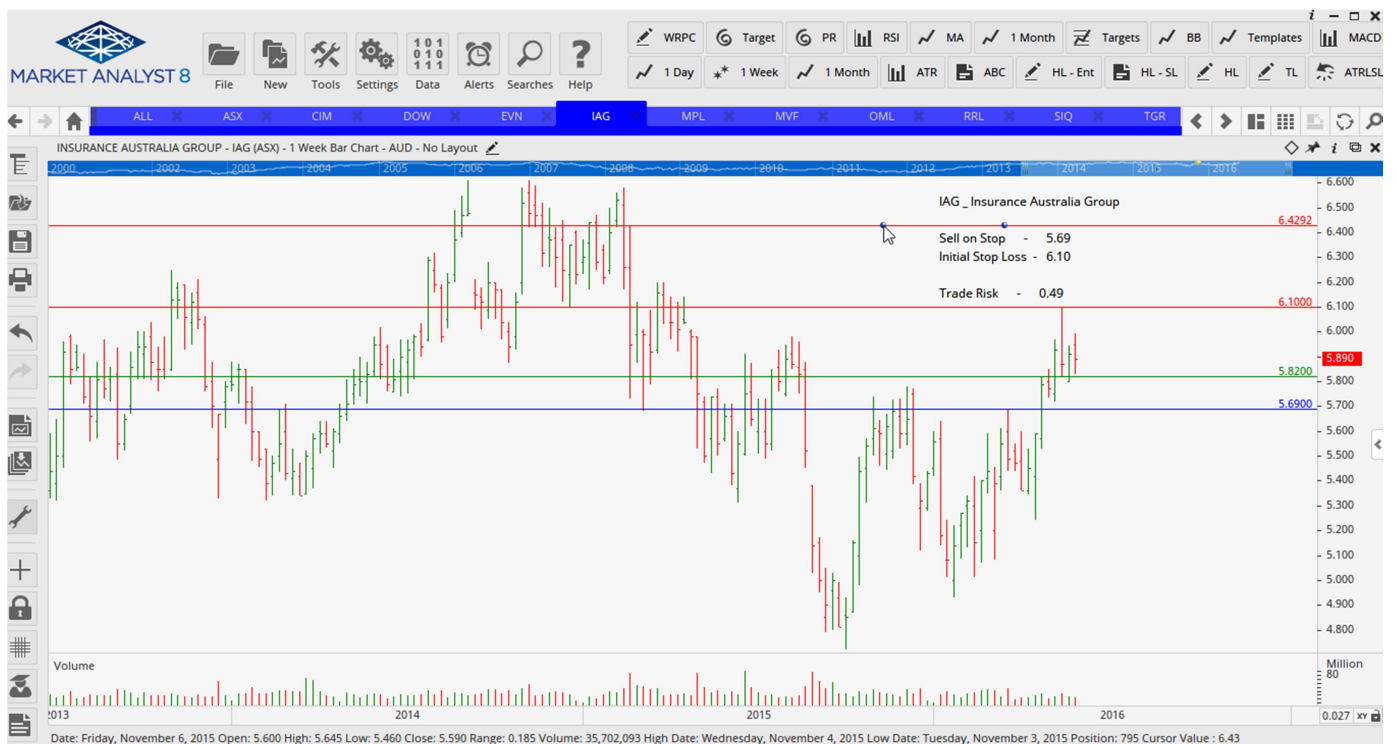 i
MARKET ANALYST 8
File New Tools Settings Data Alerts Searches Help
101
010
111
WRPC Target PR RSI MA 1 Month Targets BB Templates MACD
1 Day 1 Week 1 Month ATR ABC HL - Ent HL - SL HL TL ATRLSL
ALL ASX CIM DOW EVN IAG MPL MVF OML RRL SIQ TGR
INSURANCE AUSTRALIA GROUP - IAG (ASX) - 1 Week Bar Chart - AUD - No Layout
i
2000 2002 2003 2004 2005 2006 2007 2008 2009 2010 2011 2012 2013 2014 2015 2016
IAG _ Insurance Australia Group
Sell on Stop - 5.69
Initial Stop Loss - 6.10
Trade Risk - 0.49
6.4292
6.1000
5.8200
5.6900
6.600
6.500
6.400
6.300
6.200
6.100
6.000
5.890
5.800
5.700
5.600
5.500
5.400
5.300
5.200
5.100
5.000
4.900
4.800
Volume
Million
80
2013 2014 2015 2016
0.027 XY
Date: Friday, November 6, 2015 Open: 5.600 High: 5.645 Low: 5.460 Close: 5.590 Range: 0.185 Volume: 35,702,093 High Date: Wednesday, November 4, 2015 Low Date: Tuesday, November 3, 2015 Position: 795 Cursor Value : 6.43